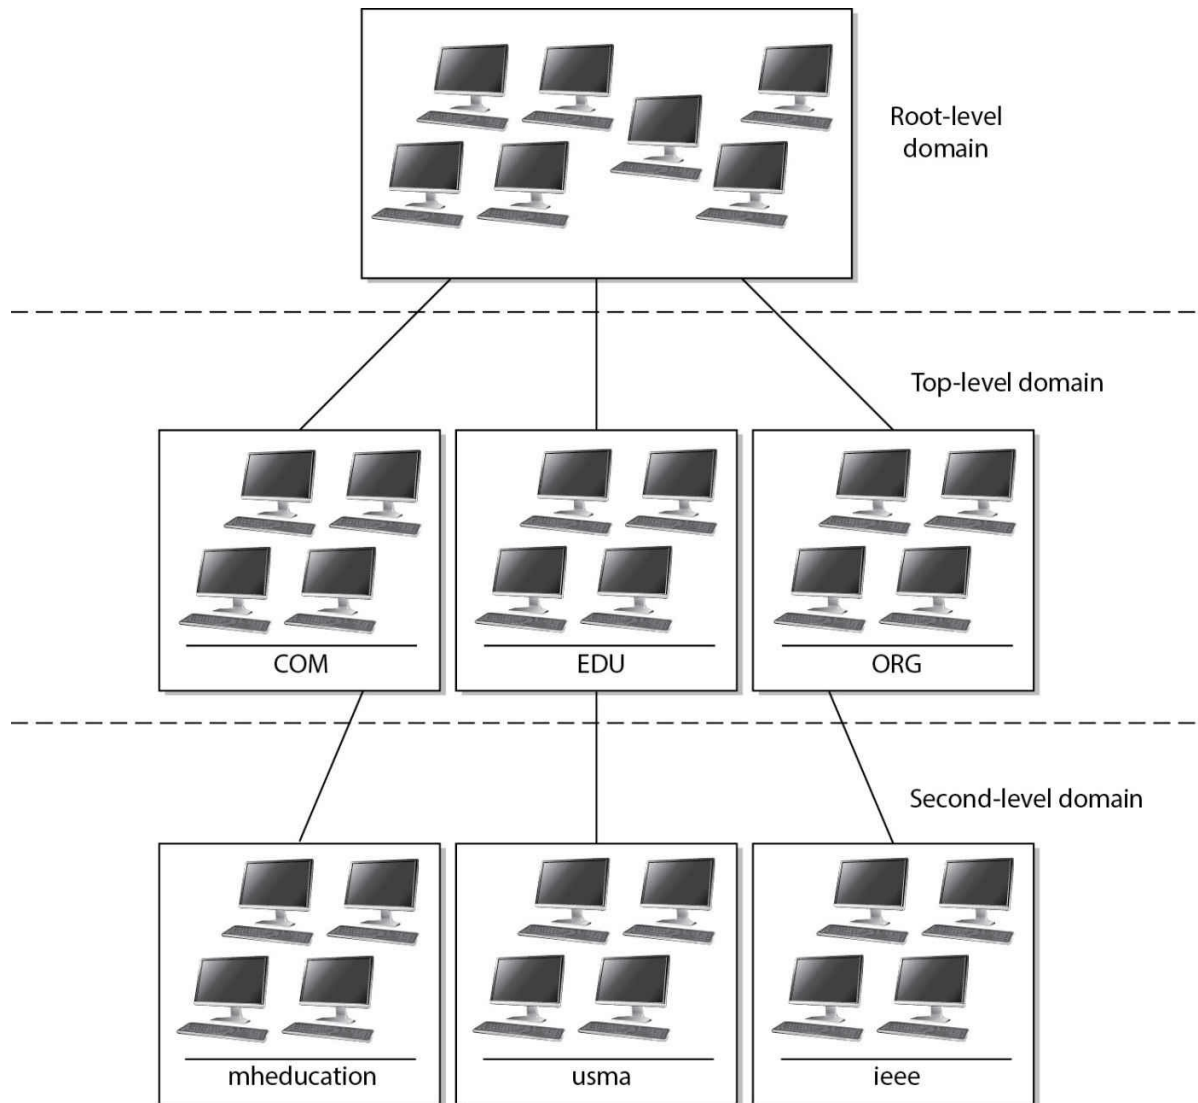 Root-level
domain
Top-level domain
COM
EDU
ORG
Second-level domain
mheducation
usma
ieee